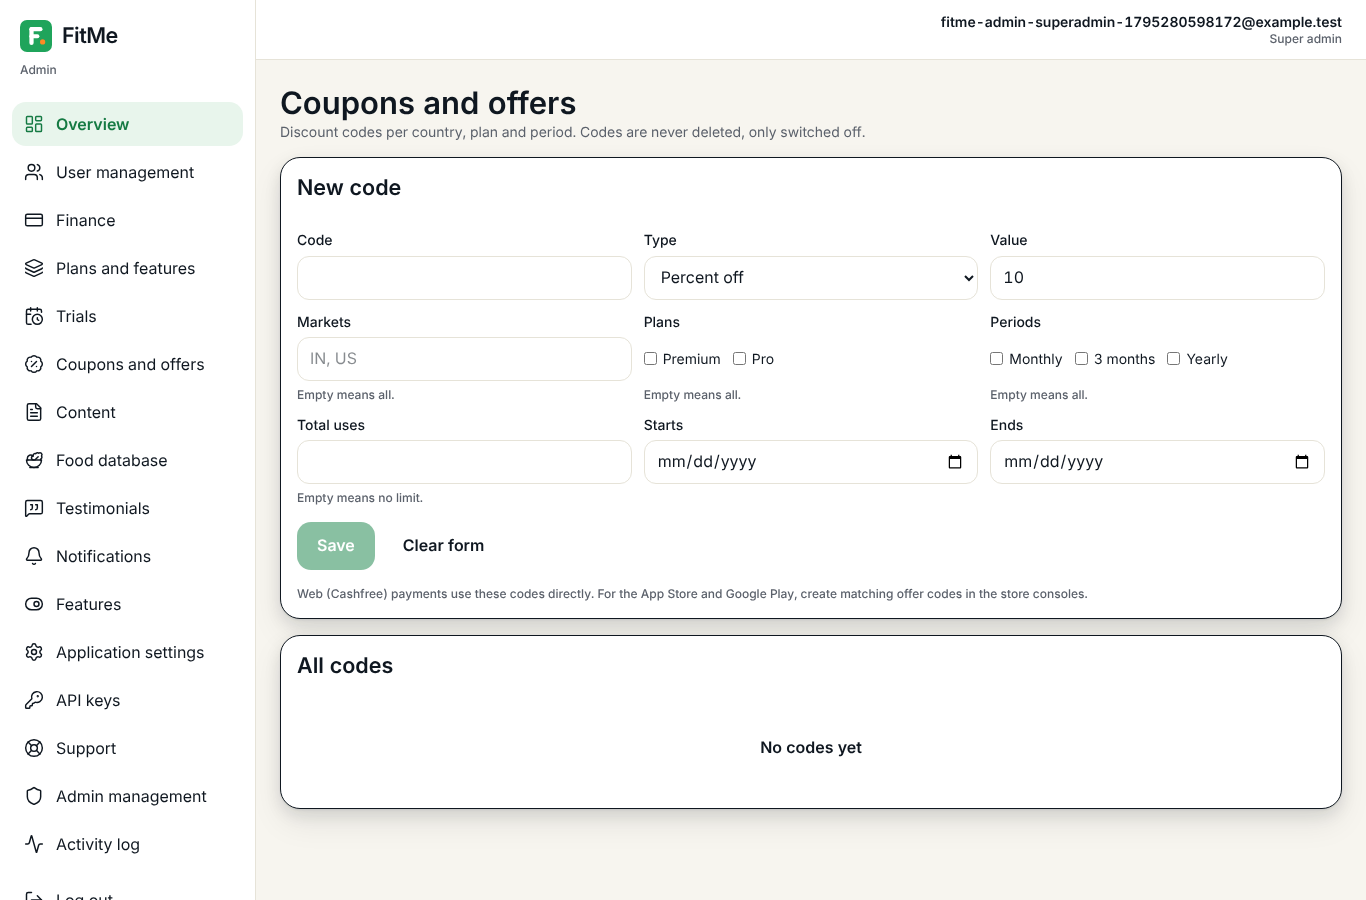 FitMe
Admin
Overview
User management
Finance
Plans and features
Trials
Coupons and offers
Content
Food database
Testimonials
Notifications
Features
Application settings
API keys
Support
Admin management
Activity log
Log out
fitme-admin-superadmin-1795280598172@example.test
Super admin
Coupons and offers
Discount codes per country, plan and period. Codes are never deleted, only switched off.
New code
Code Type Value
Percent off 10
Markets Plans Periods
IN, US Premium Pro Monthly 3 months Yearly
Empty means all. Empty means all. Empty means all.
Total uses Starts Ends
mm/dd/yyyy mm/dd/yyyy
Empty means no limit.
Save Clear form
Web (Cashfree) payments use these codes directly. For the App Store and Google Play, create matching offer codes in the store consoles.
All codes
No codes yet